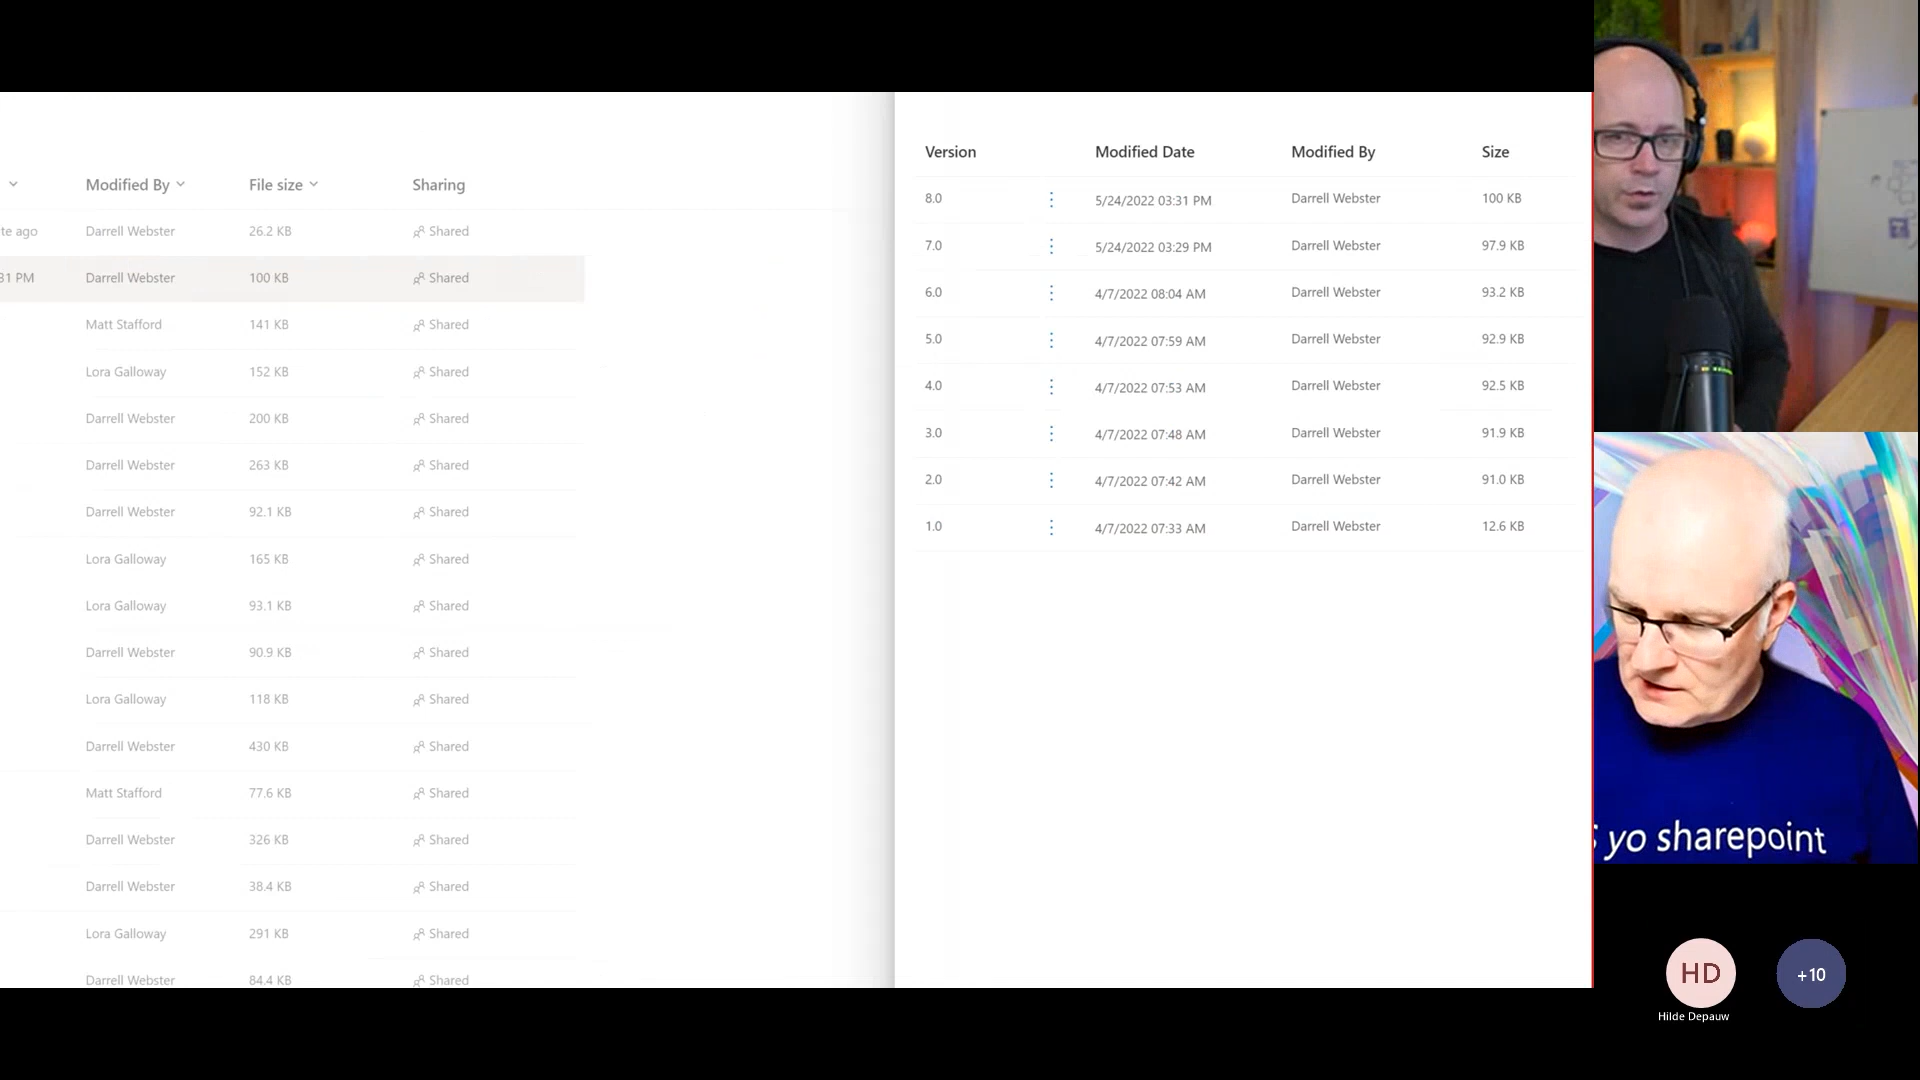 Modified By File size Sharing
te ago Darrell Webster 26.2 KB Shared
31 PM Darrell Webster 100 KB Shared
Matt Stafford 141 KB Shared
Lora Galloway 152 KB Shared
Darrell Webster 200 KB Shared
Darrell Webster 263 KB Shared
Darrell Webster 92.1 KB Shared
Lora Galloway 165 KB Shared
Lora Galloway 93.1 KB Shared
Darrell Webster 90.9 KB Shared
Lora Galloway 118 KB Shared
Darrell Webster 430 KB Shared
Matt Stafford 77.6 KB Shared
Darrell Webster 326 KB Shared
Darrell Webster 38.4 KB Shared
Lora Galloway 291 KB Shared
Darrell Webster 84.4 KB Shared
Version Modified Date Modified By Size
8.0 5/24/2022 03:31 PM Darrell Webster 100 KB
7.0 5/24/2022 03:29 PM Darrell Webster 97.9 KB
6.0 4/7/2022 08:04 AM Darrell Webster 93.2 KB
5.0 4/7/2022 07:59 AM Darrell Webster 92.9 KB
4.0 4/7/2022 07:53 AM Darrell Webster 92.5 KB
3.0 4/7/2022 07:48 AM Darrell Webster 91.9 KB
2.0 4/7/2022 07:42 AM Darrell Webster 91.0 KB
1.0 4/7/2022 07:33 AM Darrell Webster 12.6 KB
yo sharepoint
HD +10
Hilde Depauw